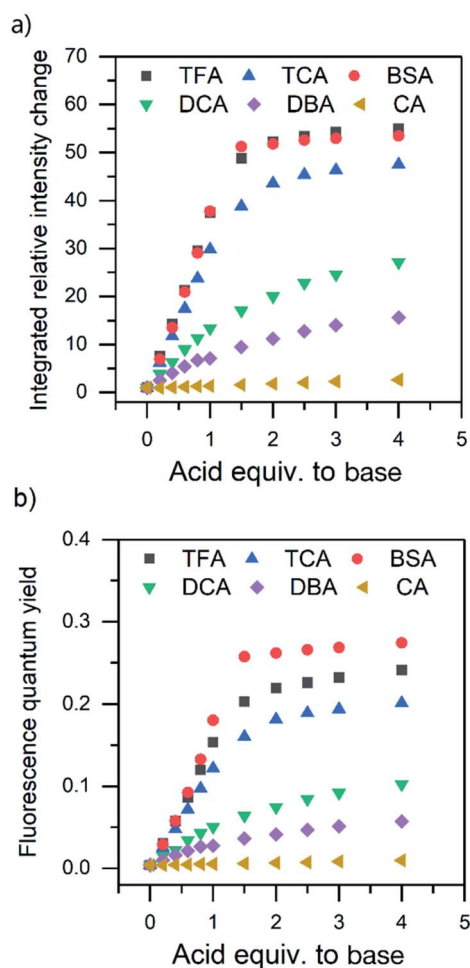 a)
70
60
50
40
30
20
10
0
Integrated relative intensity change
TFA TCA BSA
DCA DBA CA
0 1 2 3 4 5
Acid equiv. to base
b)
0.4
0.3
0.2
0.1
0.0
Fluorescence quantum yield
TFA TCA BSA
DCA DBA CA
0 1 2 3 4 5
Acid equiv. to base